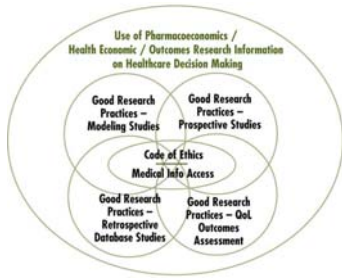 Use of Pharmacoeconomics /
Health Economic / Outcomes Research Information
on Healthcare Decision Making
Good Research
Practices –
Modeling Studies
Good Research
Practices –
Prospective Studies
Code of Ethics
Medical Info Access
Good Research
Practices –
Retrospective
Database Studies
Good Research
Practices – QoL
Outcomes
Assessment